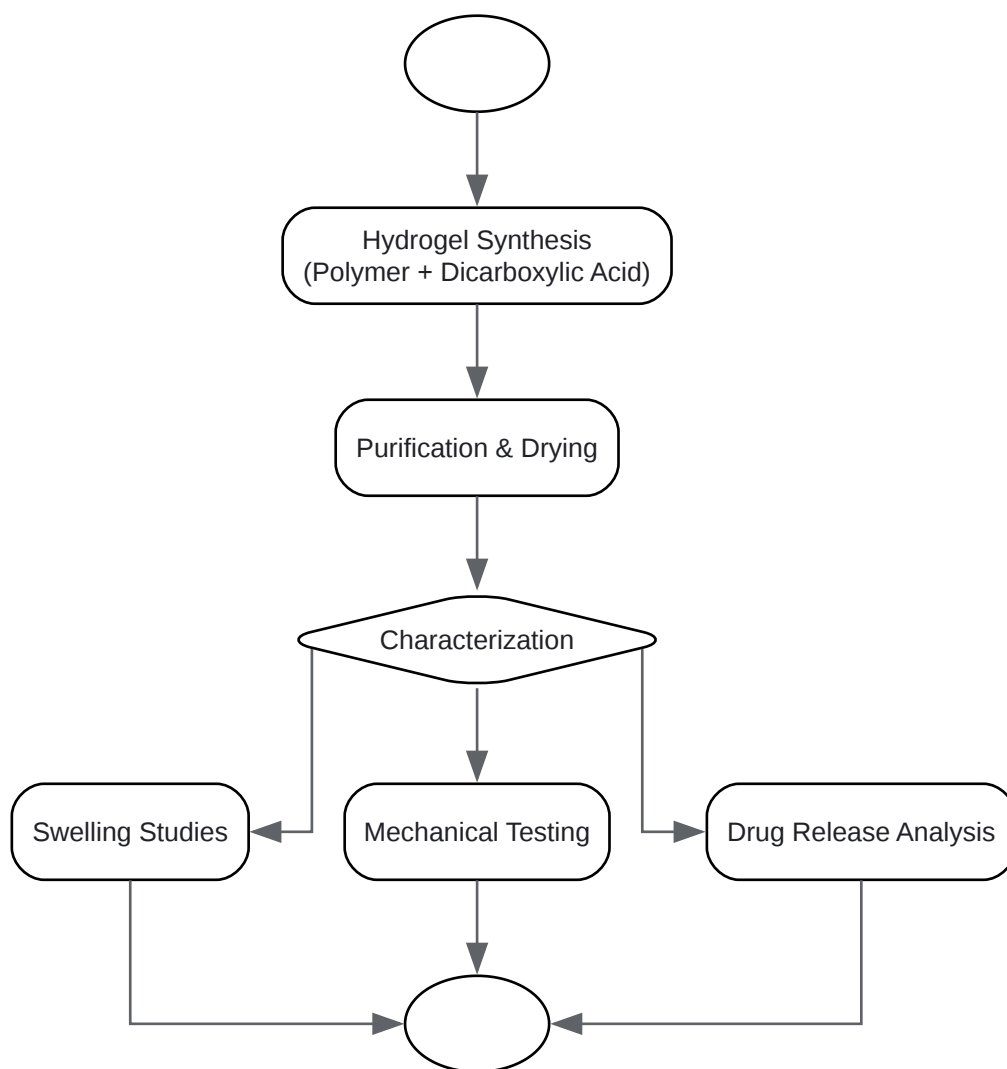 Hydrogel Synthesis
(Polymer + Dicarboxylic Acid)
Purification & Drying
Characterization
Swelling Studies
Mechanical Testing
Drug Release Analysis